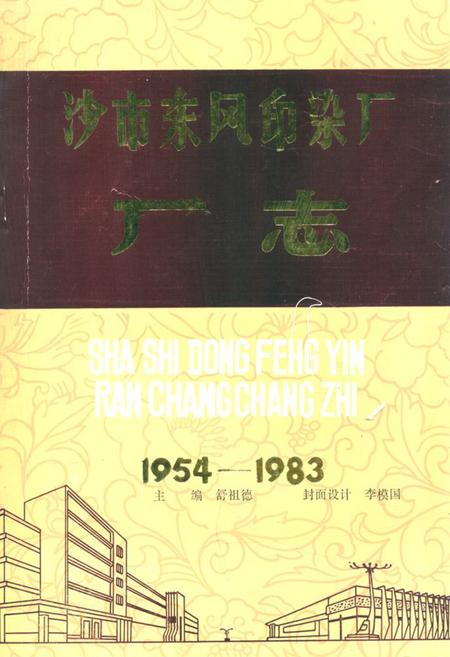 沙市东风印染厂
厂志
SHA SHI DONG FEHG YIN
RAN CHANG CHANG ZHI
1954—1983
主 编 舒祖德 封面设计 李模国